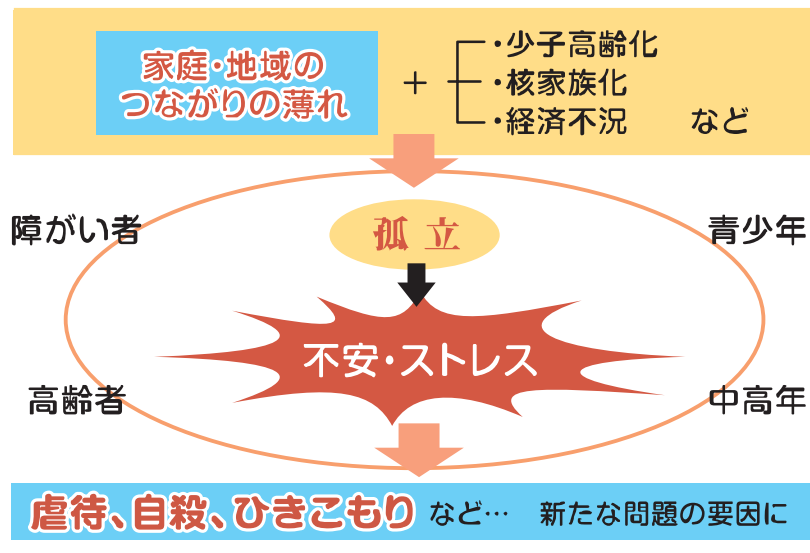 家庭・地域の
つながりの薄れ
＋
・少子高齢化
・核家族化
・経済不況　など
障がい者
青少年
孤立
不安・ストレス
高齢者
中高年
虐待、自殺、ひきこもり など…　新たな問題の要因に